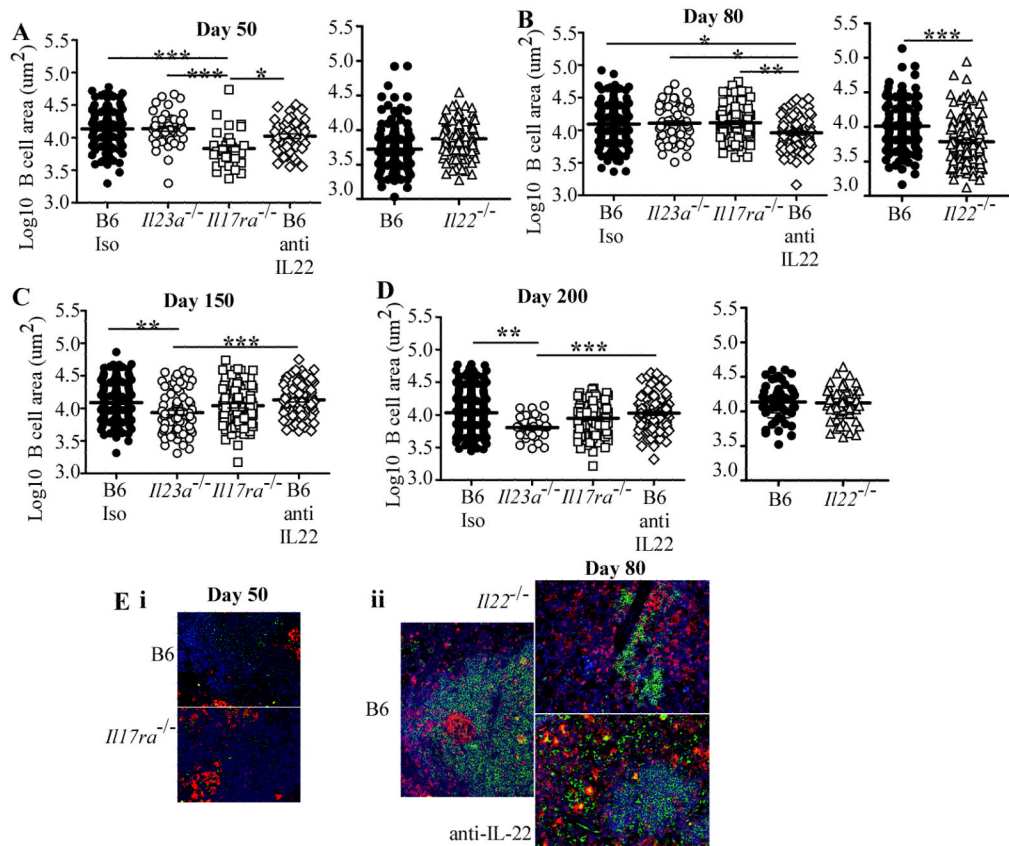 A
Day 50
Log10 B cell area (um2)
5.5
5.0
4.5
4.0
3.5
3.0
***
***
*
B6 Iso
Il23a-/-
Il17ra-/-
B6 anti IL22
5.5
5.0
4.5
4.0
3.5
3.0
B6
Il22-/-
B
Day 80
Log10 B cell area (um2)
5.5
5.0
4.5
4.0
3.5
3.0
*
*
**
B6 Iso
Il23a-/-
Il17ra-/-
B6 anti IL22
5.5
5.0
4.5
4.0
3.5
3.0
***
B6
Il22-/-
C
Day 150
Log10 B cell area (um2)
5.5
5.0
4.5
4.0
3.5
3.0
**
***
B6 Iso
Il23a-/-
Il17ra-/-
B6 anti IL22
D
Day 200
Log10 B cell area (um2)
5.5
5.0
4.5
4.0
3.5
3.0
**
***
B6 Iso
Il23a-/-
Il17ra-/-
B6 anti IL22
5.5
5.0
4.5
4.0
3.5
3.0
B6
Il22-/-
E i
Day 50
B6
Il17ra-/-
ii
Day 80
Il22-/-
B6
anti-IL-22